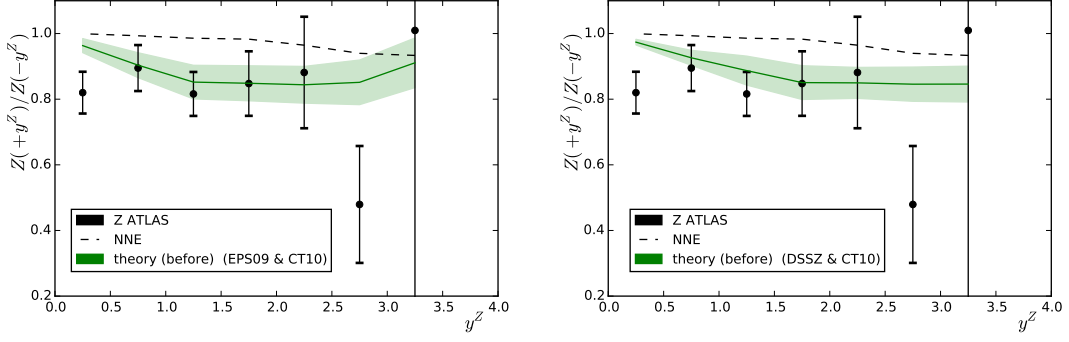 Z(+y^Z)/Z(−y^Z)
1.0
0.8
0.6
0.4
0.2
Z ATLAS
NNE
theory (before) (EPS09 & CT10)
0.0 0.5 1.0 1.5 2.0 2.5 3.0 3.5 4.0
y^Z
Z(+y^Z)/Z(−y^Z)
1.0
0.8
0.6
0.4
0.2
Z ATLAS
NNE
theory (before) (DSSZ & CT10)
0.0 0.5 1.0 1.5 2.0 2.5 3.0 3.5 4.0
y^Z